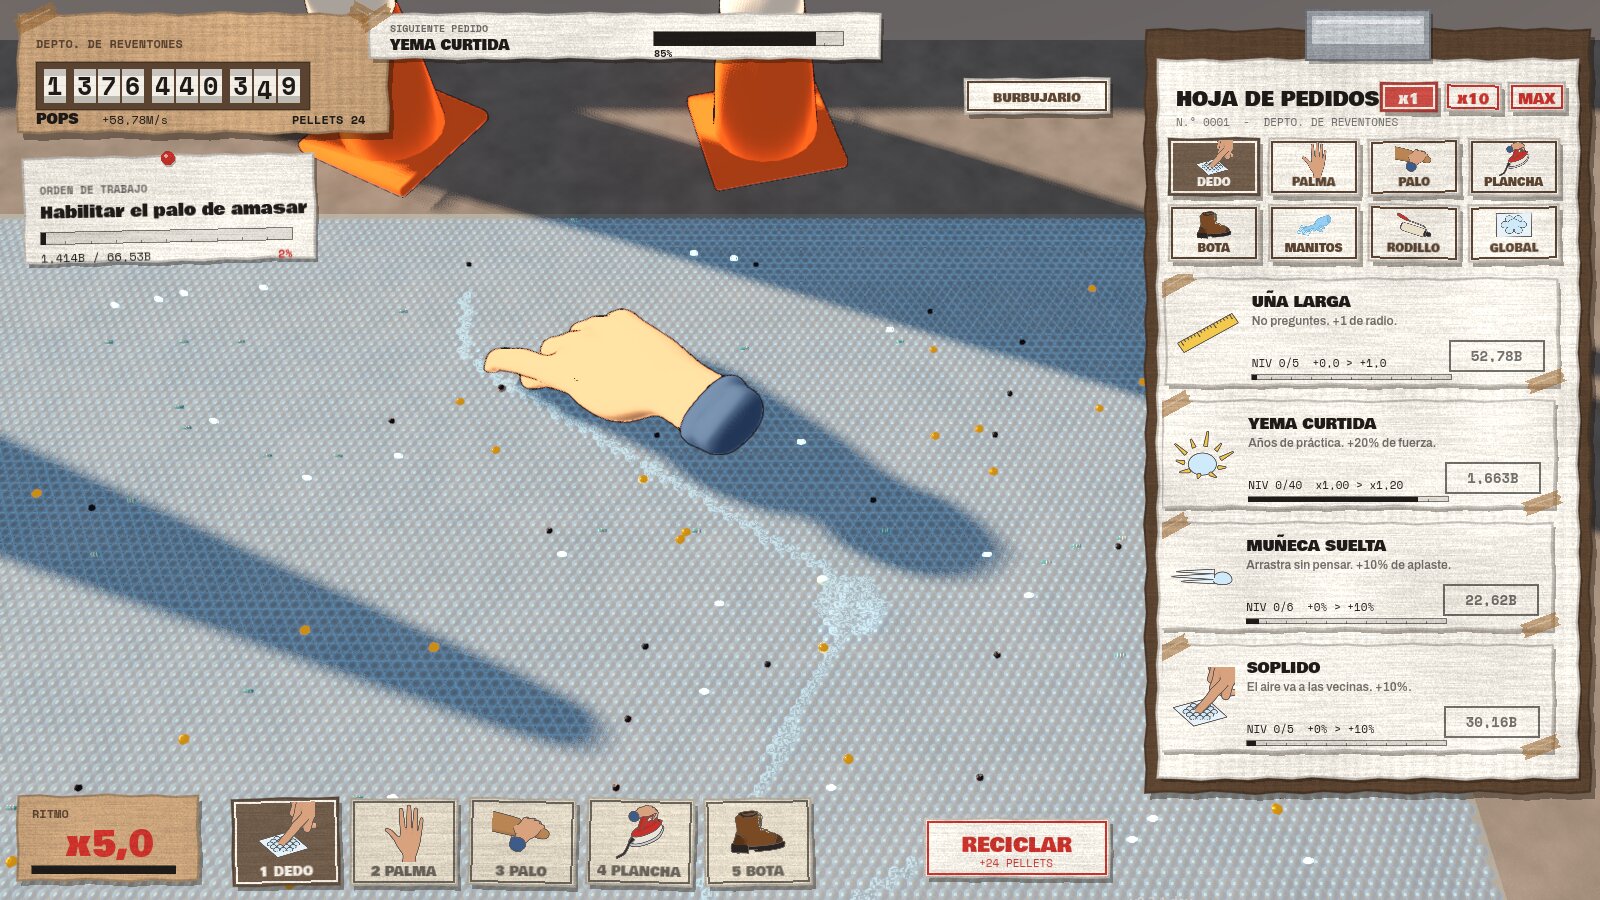 DEPTO. DE REVENTONES
1 376 440 349
POPS +58,78M/s PELLETS 24
SIGUIENTE PEDIDO
YEMA CURTIDA
85%
ORDEN DE TRABAJO
Habilitar el palo de amasar
1,414B / 66,53B 2%
BURBUJARIO
HOJA DE PEDIDOS x1 x10 MAX
N.° 0001 - DEPTO. DE REVENTONES
DEDO PALMA PALO PLANCHA
BOTA MANITOS RODILLO GLOBAL
UÑA LARGA
No preguntes. +1 de radio.
NIV 0/5 +0,0 > +1,0 52,78B
YEMA CURTIDA
Años de práctica. +20% de fuerza.
NIV 0/40 x1,00 > x1,20 1,663B
MUÑECA SUELTA
Arrastra sin pensar. +10% de aplaste.
NIV 0/6 +0% > +10% 22,62B
SOPLIDO
El aire va a las vecinas. +10%.
NIV 0/5 +0% > +10% 30,16B
RITMO
x5,0
1 DEDO 2 PALMA 3 PALO 4 PLANCHA 5 BOTA
RECICLAR
+24 PELLETS